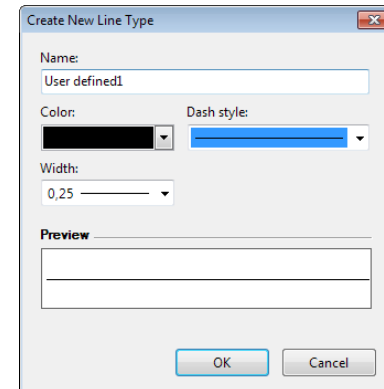 Create New Line Type
Name:
User defined1
Color:
Dash style:
Width:
0,25
Preview
OK
Cancel